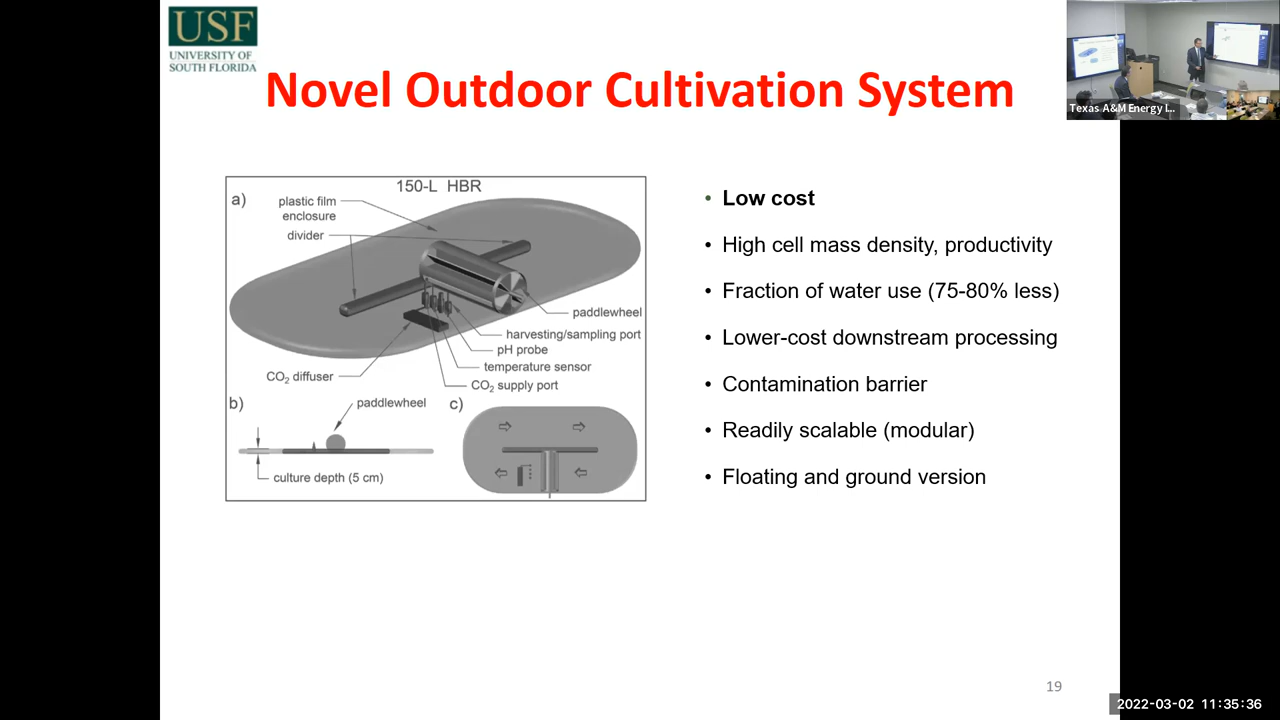 USF
UNIVERSITY OF
SOUTH FLORIDA
Novel Outdoor Cultivation System
Texas A&M Energy I...
150-L HBR
a)
plastic film
enclosure
divider
paddlewheel
harvesting/sampling port
pH probe
temperature sensor
CO2 diffuser
CO2 supply port
b)
paddlewheel
c)
culture depth (5 cm)
• Low cost
• High cell mass density, productivity
• Fraction of water use (75-80% less)
• Lower-cost downstream processing
• Contamination barrier
• Readily scalable (modular)
• Floating and ground version
19
2022-03-02 11:35:36